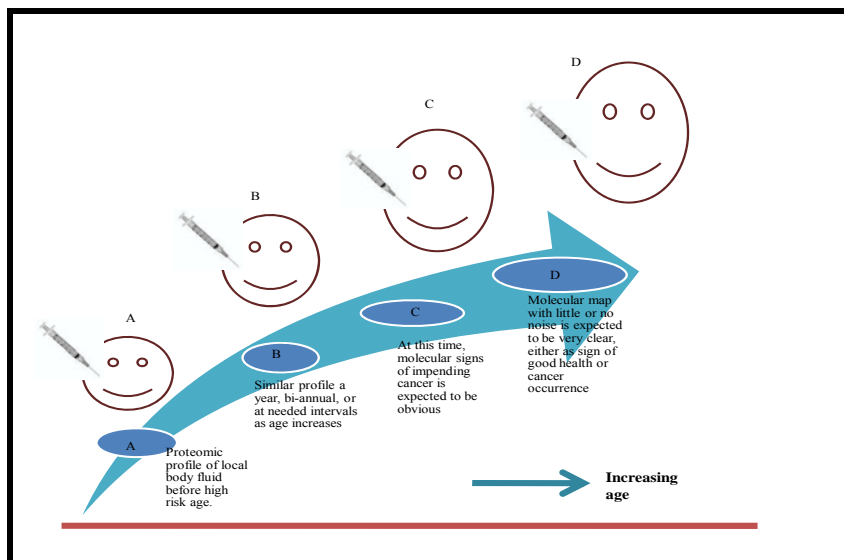 D
C
B
A
D
Molecular map
with little or no
noise is expected
to be very clear,
either as sign of
good health or
cancer
occurrence
C
At this time,
molecular signs
of impending
cancer is
expected to be
obvious
B
Similar profile a
year, bi-annual, or
at needed intervals
as age increases
A
Proteomic
profile of local
body fluid
before high
risk age.
Increasing
age